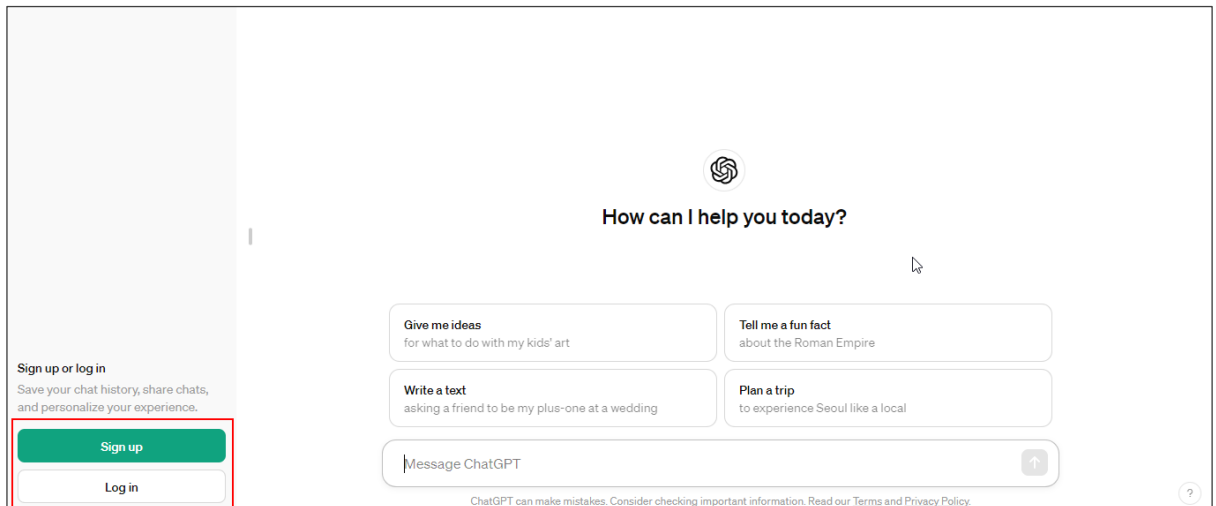 How can I help you today?
Give me ideas
for what to do with my kids' art
Tell me a fun fact
about the Roman Empire
Write a text
asking a friend to be my plus-one at a wedding
Plan a trip
to experience Seoul like a local
Sign up or log in
Save your chat history, share chats,
and personalize your experience.
Sign up
Log in
Message ChatGPT
ChatGPT can make mistakes. Consider checking important information. Read our Terms and Privacy Policy.
?